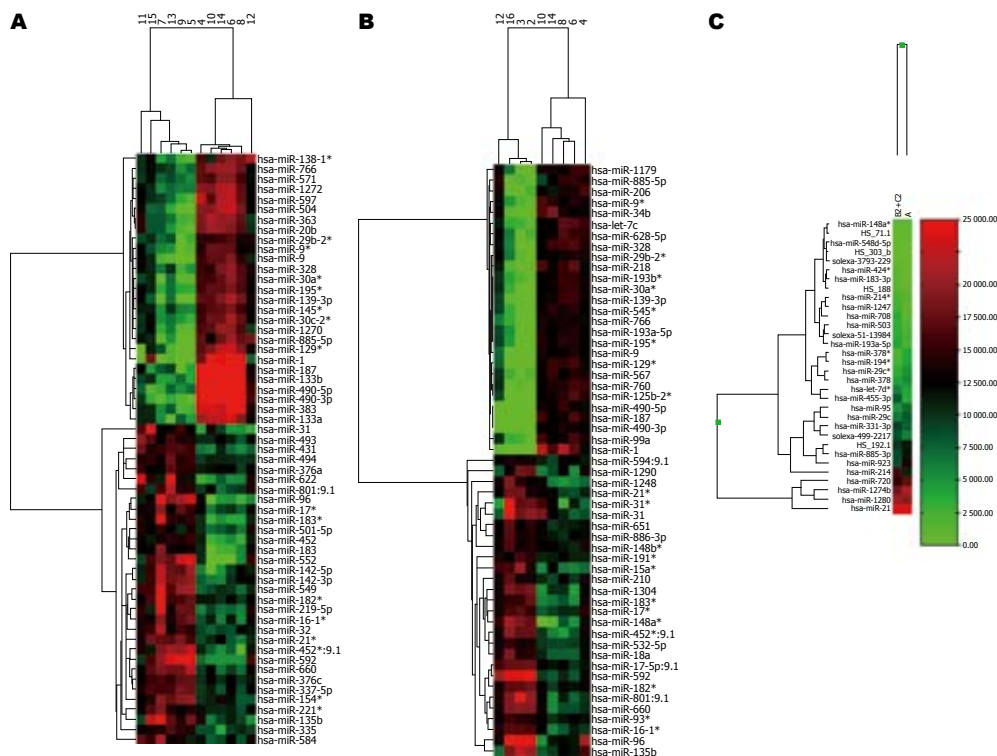 A
11 15 7 13 9 5 4 10 14 6 8 12
hsa-miR-138-1*
hsa-miR-766
hsa-miR-571
hsa-miR-1272
hsa-miR-597
hsa-miR-504
hsa-miR-363
hsa-miR-20b
hsa-miR-29b-2*
hsa-miR-9*
hsa-miR-9
hsa-miR-328
hsa-miR-30a*
hsa-miR-195*
hsa-miR-139-3p
hsa-miR-145*
hsa-miR-30c-2*
hsa-miR-1270
hsa-miR-885-5p
hsa-miR-129*
hsa-miR-1
hsa-miR-187
hsa-miR-133b
hsa-miR-490-5p
hsa-miR-490-3p
hsa-miR-383
hsa-miR-133a
hsa-miR-31
hsa-miR-493
hsa-miR-431
hsa-miR-494
hsa-miR-376a
hsa-miR-622
hsa-miR-801:9.1
hsa-miR-96
hsa-miR-17*
hsa-miR-183*
hsa-miR-501-5p
hsa-miR-452
hsa-miR-183
hsa-miR-552
hsa-miR-142-5p
hsa-miR-142-3p
hsa-miR-549
hsa-miR-182*
hsa-miR-219-5p
hsa-miR-16-1*
hsa-miR-32
hsa-miR-21*
hsa-miR-452*:9.1
hsa-miR-592
hsa-miR-660
hsa-miR-376c
hsa-miR-337-5p
hsa-miR-154*
hsa-miR-221*
hsa-miR-135b
hsa-miR-335
hsa-miR-584
B
12 16 3 2 10 14 8 6 4
hsa-miR-1179
hsa-miR-885-5p
hsa-miR-206
hsa-miR-9*
hsa-miR-34b
hsa-let-7c
hsa-miR-628-5p
hsa-miR-328
hsa-miR-29b-2*
hsa-miR-218
hsa-miR-193b*
hsa-miR-30a*
hsa-miR-139-3p
hsa-miR-545*
hsa-miR-766
hsa-miR-193a-5p
hsa-miR-195*
hsa-miR-9
hsa-miR-129*
hsa-miR-567
hsa-miR-760
hsa-miR-125b-2*
hsa-miR-490-5p
hsa-miR-187
hsa-miR-490-3p
hsa-miR-99a
hsa-miR-1
hsa-miR-594:9.1
hsa-miR-1290
hsa-miR-1248
hsa-miR-21*
hsa-miR-31*
hsa-miR-31
hsa-miR-651
hsa-miR-886-3p
hsa-miR-148b*
hsa-miR-191*
hsa-miR-15a*
hsa-miR-210
hsa-miR-1304
hsa-miR-183*
hsa-miR-17*
hsa-miR-148a*
hsa-miR-452*:9.1
hsa-miR-532-5p
hsa-miR-18a
hsa-miR-17-5p:9.1
hsa-miR-592
hsa-miR-182*
hsa-miR-801:9.1
hsa-miR-660
hsa-miR-93*
hsa-miR-16-1*
hsa-miR-96
hsa-miR-135b
C
B2+C2
A
hsa-miR-148a*
HS_71.1
hsa-miR-548d-5p
HS_303_b
solexa-3793-229
hsa-miR-424*
hsa-miR-183-3p
HS_188
hsa-miR-214*
hsa-miR-1247
hsa-miR-708
hsa-miR-503
solexa-51-13984
hsa-miR-193a-5p
hsa-miR-378*
hsa-miR-194*
hsa-miR-29c*
hsa-miR-378
hsa-let-7d*
hsa-miR-455-3p
hsa-miR-95
hsa-miR-29c
hsa-miR-331-3p
solexa-499-2217
HS_192.1
hsa-miR-885-3p
hsa-miR-923
hsa-miR-214
hsa-miR-720
hsa-miR-1274b
hsa-miR-1280
hsa-miR-21
25 000.00
22 500.00
20 000.00
17 500.00
15 000.00
12 500.00
10 000.00
7 500.00
5 000.00
2 500.00
0.00